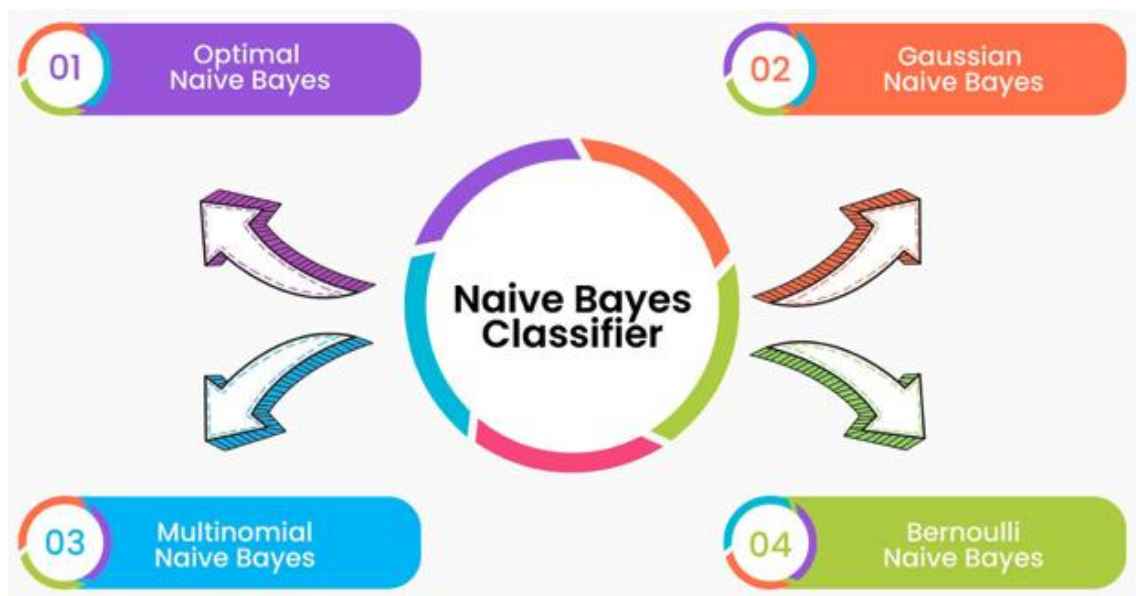 01
Optimal
Naive Bayes
02
Gaussian
Naive Bayes
Naive Bayes
Classifier
03
Multinomial
Naive Bayes
04
Bernoulli
Naive Bayes